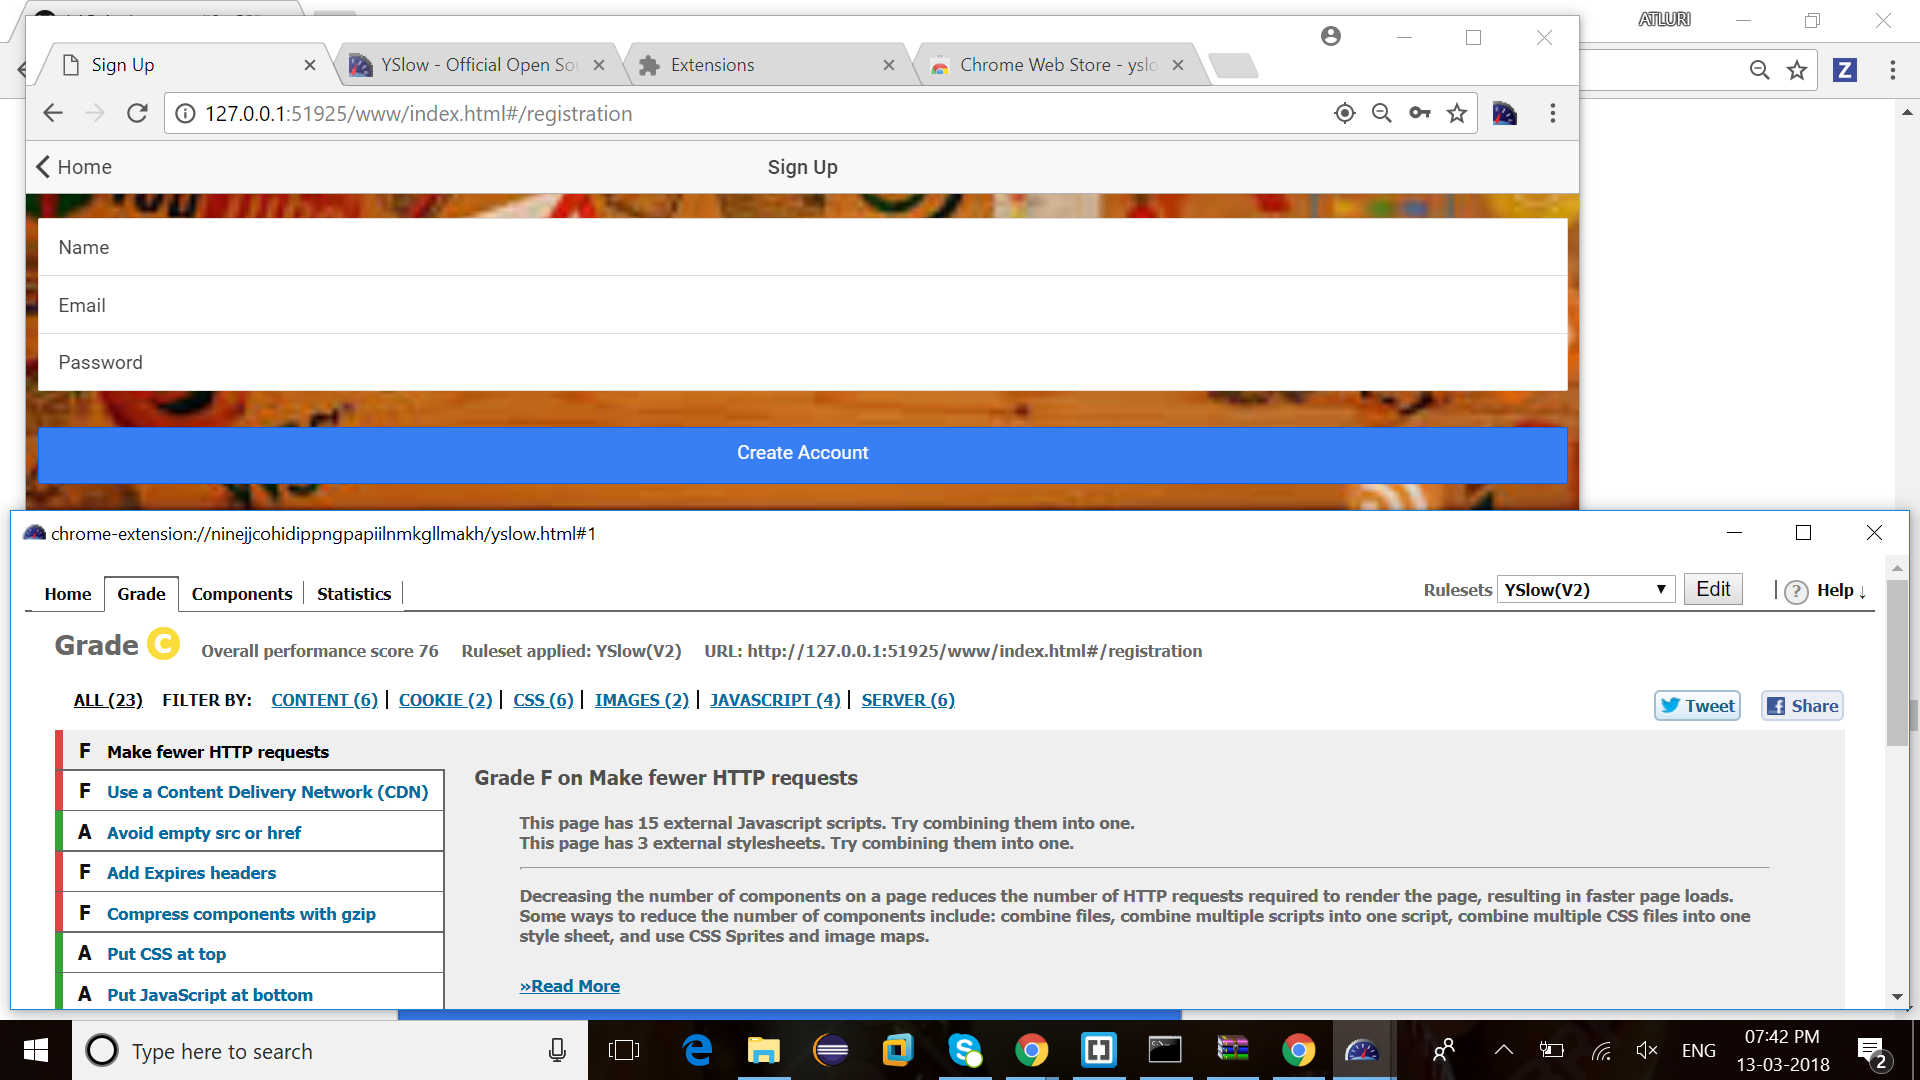 ATLURI
Sign Up
YSlow - Official Open Sou
Extensions
Chrome Web Store - yslo
127.0.0.1:51925/www/index.html#/registration
Z
Home
Sign Up
Name
Email
Password
Create Account
chrome-extension://ninejjcohidippngpapiilnmkgllmakh/yslow.html#1
Home
Grade
Components
Statistics
Rulesets
YSlow(V2)
Edit
? Help ↓
Grade C Overall performance score 76 Ruleset applied: YSlow(V2) URL: http://127.0.0.1:51925/www/index.html#/registration
ALL (23) FILTER BY: CONTENT (6) | COOKIE (2) | CSS (6) | IMAGES (2) | JAVASCRIPT (4) | SERVER (6)
Tweet
Share
F Make fewer HTTP requests
F Use a Content Delivery Network (CDN)
A Avoid empty src or href
F Add Expires headers
F Compress components with gzip
A Put CSS at top
A Put JavaScript at bottom
Grade F on Make fewer HTTP requests
This page has 15 external Javascript scripts. Try combining them into one.
This page has 3 external stylesheets. Try combining them into one.
Decreasing the number of components on a page reduces the number of HTTP requests required to render the page, resulting in faster page loads.
Some ways to reduce the number of components include: combine files, combine multiple scripts into one script, combine multiple CSS files into one
style sheet, and use CSS Sprites and image maps.
»Read More
Type here to search
ENG
07:42 PM
13-03-2018
2